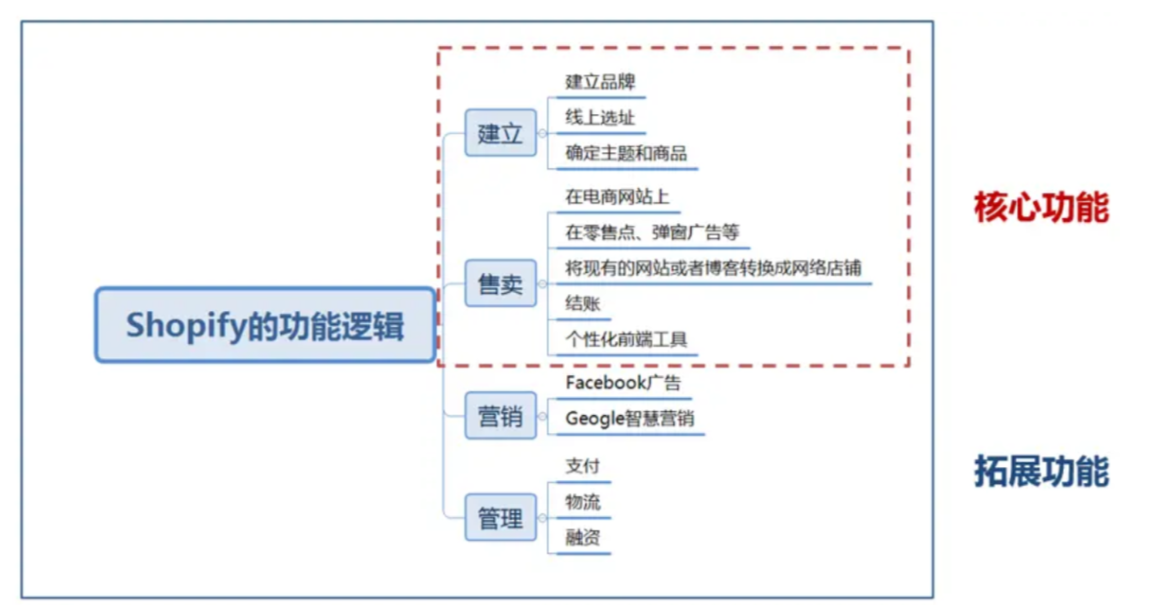 建立品牌
线上选址
建立
确定主题和商品
在电商网站上
核心功能
在零售点、弹窗广告等
将现有的网站或者博客转换成网络店铺
售卖
结账
Shopify的功能逻辑
个性化前端工具
Facebook广告
营销
Geogle智慧营销
支付
拓展功能
物流
管理
融资